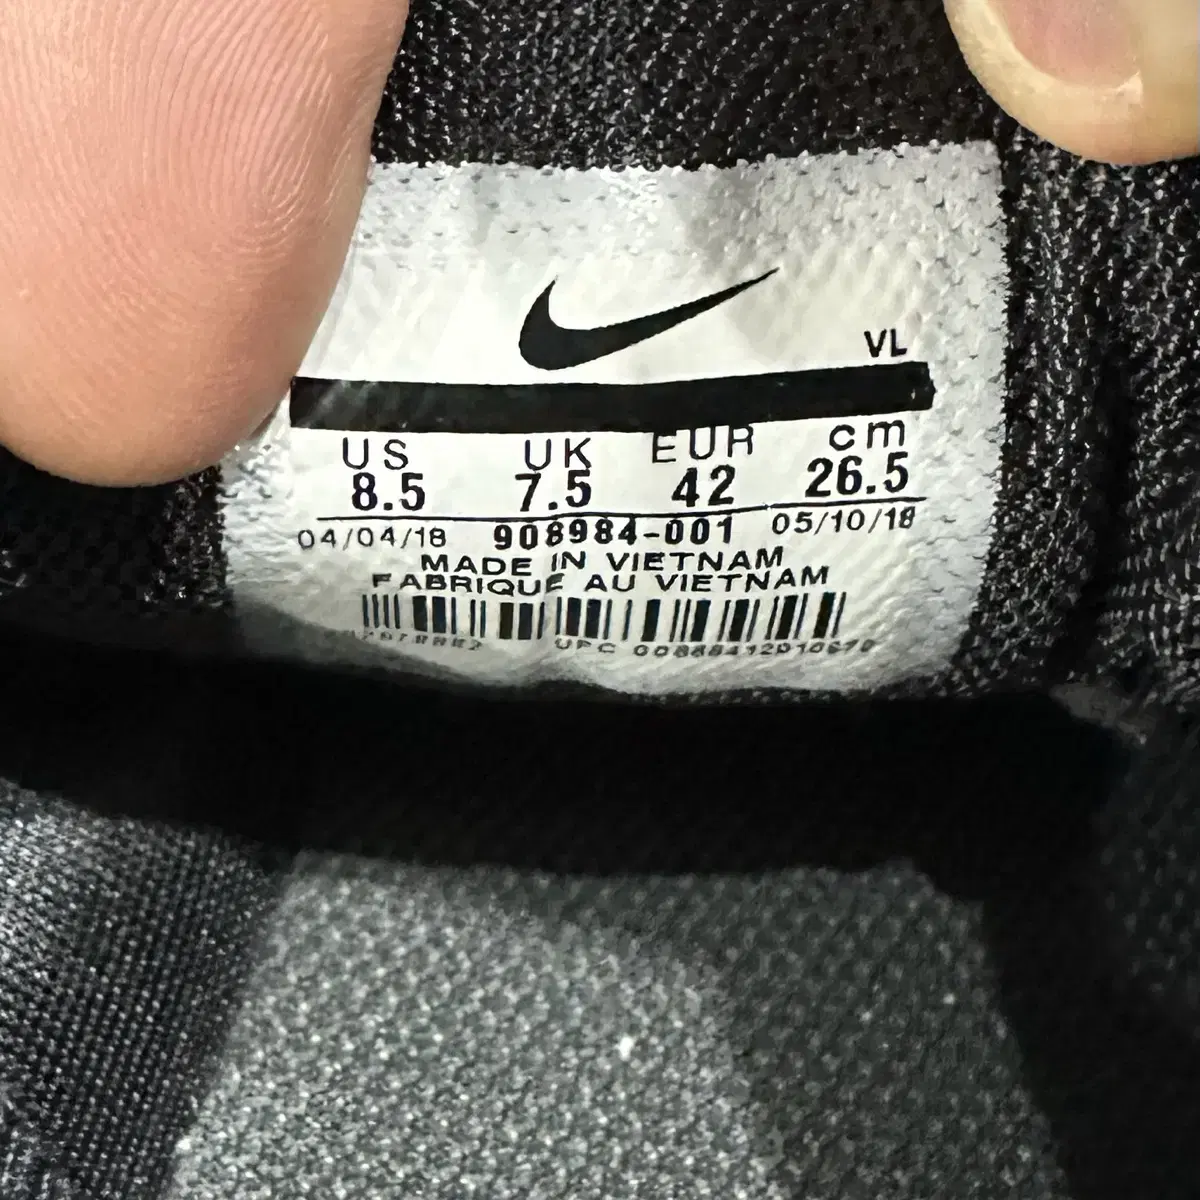 VL
US UK EUR cm
8.5 7.5 42 26.5
04/04/18 908984-001 05/10/18
MADE IN VIETNAM
FABRIQUE AU VIETNAM
UPC